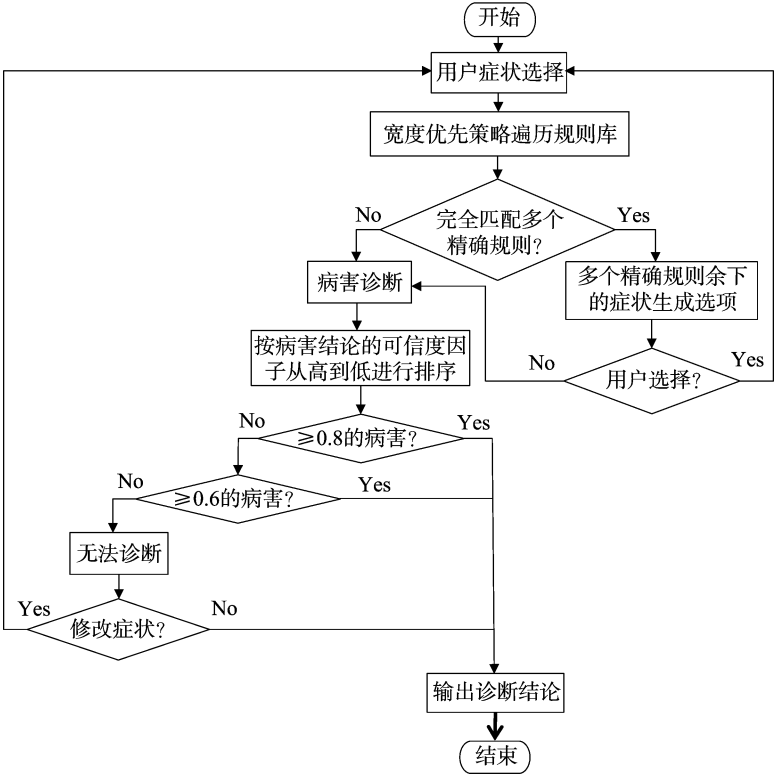 开始
用户症状选择
宽度优先策略遍历规则库
No
完全匹配多个
精确规则?
Yes
病害诊断
多个精确规则余下
的症状生成选项
按病害结论的可信度因
子从高到低进行排序
No
用户选择?
Yes
No
≥0.8的病害?
Yes
No
≥0.6的病害?
Yes
无法诊断
Yes
修改症状?
No
输出诊断结论
结束